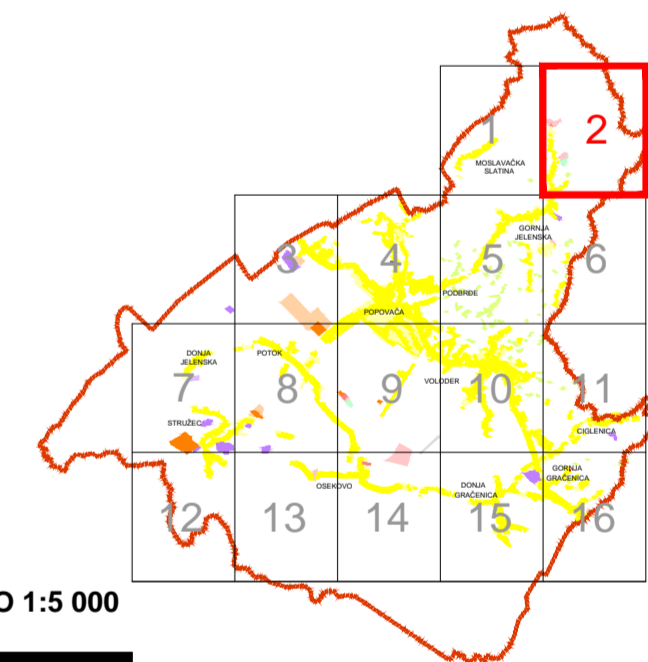 1
2
MOSLAVAČKA
SLATINA
GORNJA
JELENSKA
3
4
5
6
PODBRĐE
POPOVAČA
DONJA
JELENSKA
POTOK
7
8
9
VOLODER
10
11
STRUŽEC
CIGLENICA
OSEKOVO
DONJA
GRAČENICA
GORNJA
GRAČENICA
12
13
14
15
16
O 1:5 000